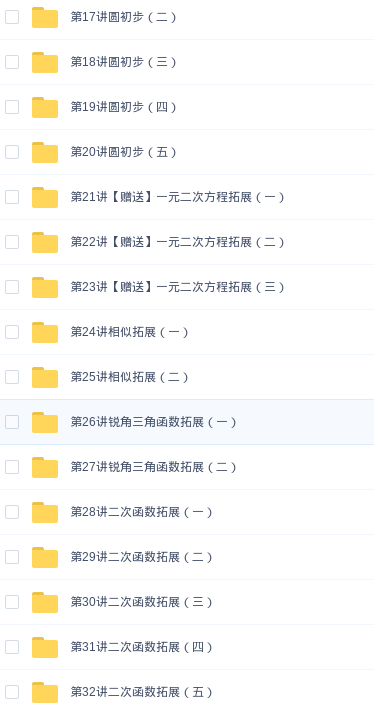 第17讲圆初步（二）
第18讲圆初步（三）
第19讲圆初步（四）
第20讲圆初步（五）
第21讲【赠送】一元二次方程拓展（一）
第22讲【赠送】一元二次方程拓展（二）
第23讲【赠送】一元二次方程拓展（三）
第24讲相似拓展（一）
第25讲相似拓展（二）
第26讲锐角三角函数拓展（一）
第27讲锐角三角函数拓展（二）
第28讲二次函数拓展（一）
第29讲二次函数拓展（二）
第30讲二次函数拓展（三）
第31讲二次函数拓展（四）
第32讲二次函数拓展（五）